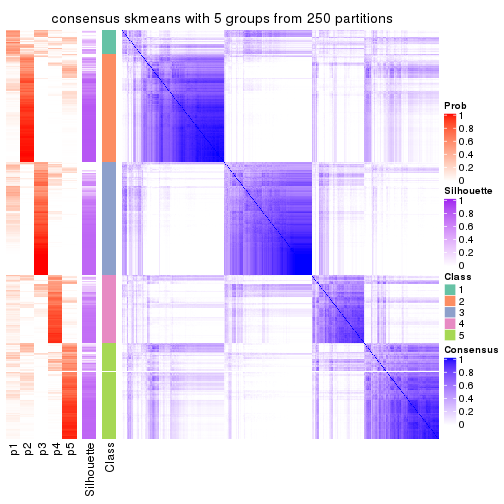 consensus skmeans with 5 groups from 250 partitions
Prob
1
0.8
0.6
0.4
0.2
0
Silhouette
1
0.8
0.6
0.4
0.2
0
Class
1
2
3
4
5
Consensus
1
0.8
0.6
0.4
0.2
0
p1
p2
p3
p4
p5
Silhouette
Class